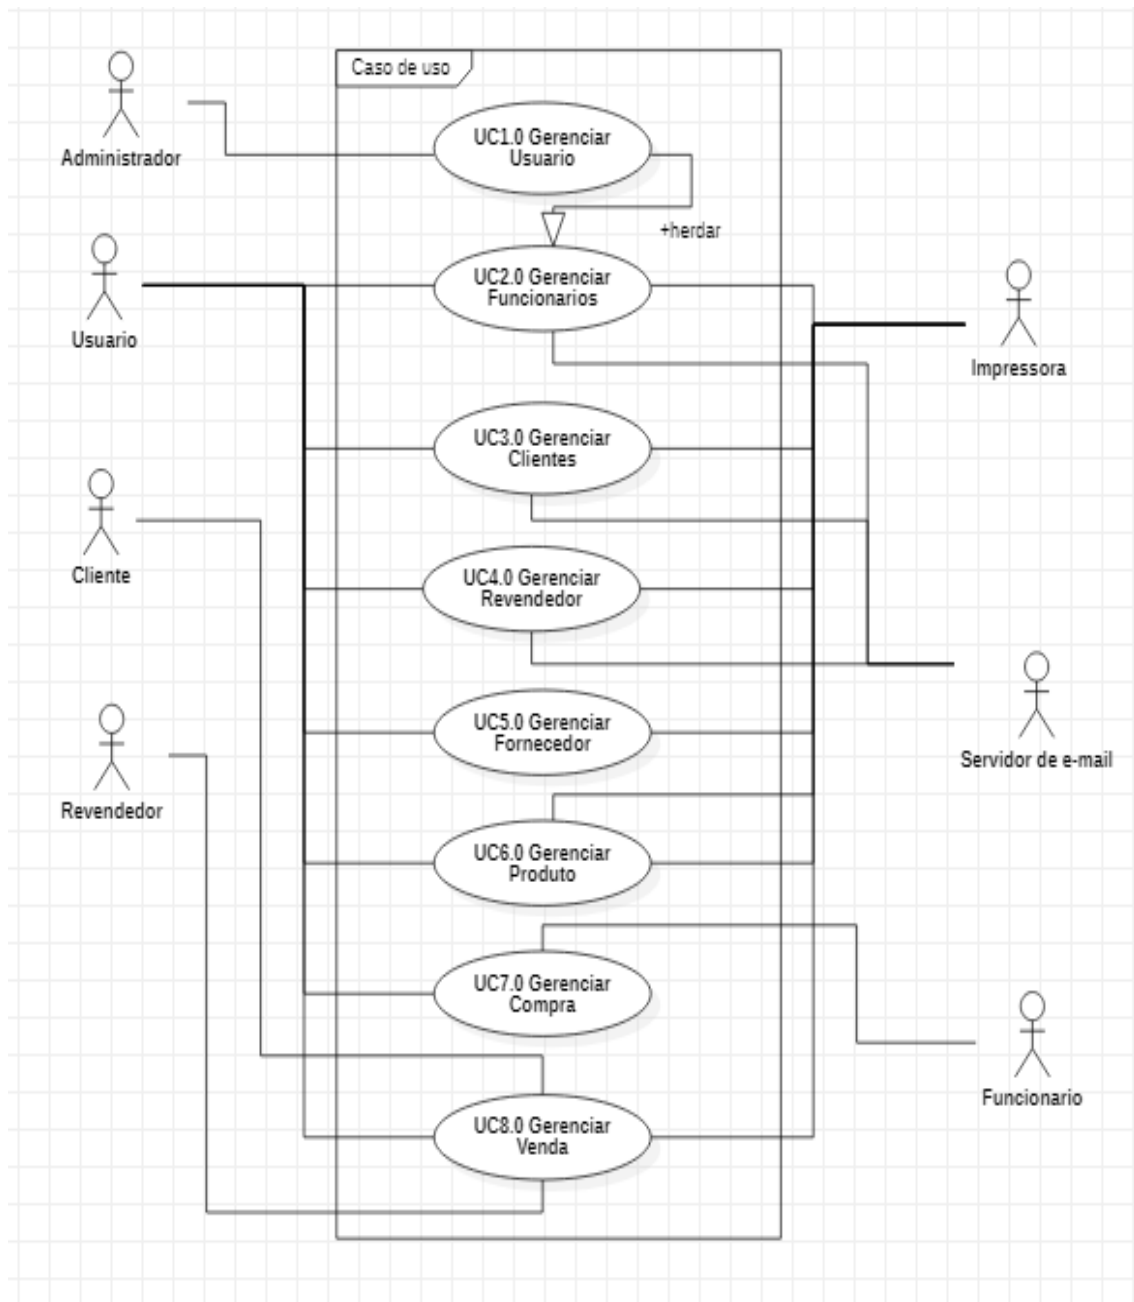 Caso de uso
Administrador
UC1.0 Gerenciar
Usuario
+herdar
Usuario
UC2.0 Gerenciar
Funcionarios
Impressora
UC3.0 Gerenciar
Clientes
Cliente
UC4.0 Gerenciar
Revendedor
Servidor de e-mail
Revendedor
UC5.0 Gerenciar
Fornecedor
UC6.0 Gerenciar
Produto
UC7.0 Gerenciar
Compra
Funcionario
UC8.0 Gerenciar
Venda